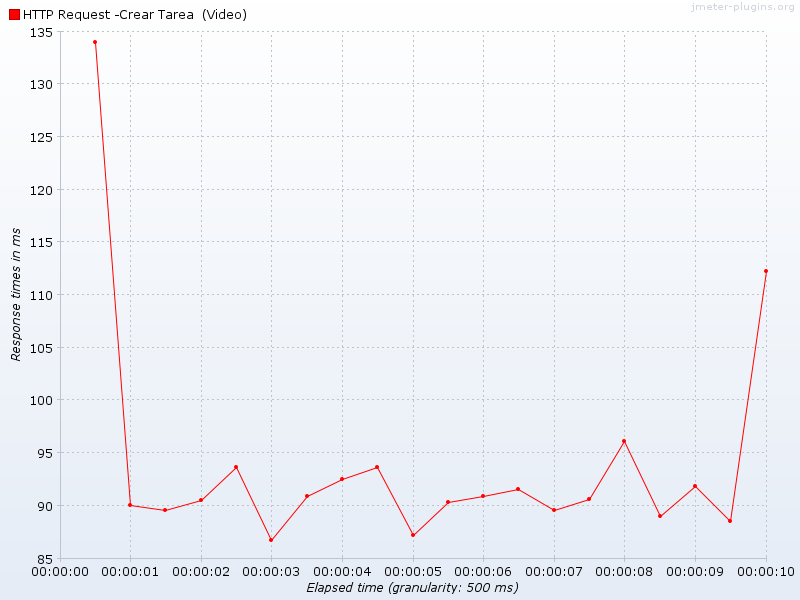 jmeter-plugins.org
HTTP Request -Crear Tarea  (Video)
135
130
125
120
115
110
105
100
95
90
85
Response times in ms
00:00:00 00:00:01 00:00:02 00:00:03 00:00:04 00:00:05 00:00:06 00:00:07 00:00:08 00:00:09 00:00:10
Elapsed time (granularity: 500 ms)